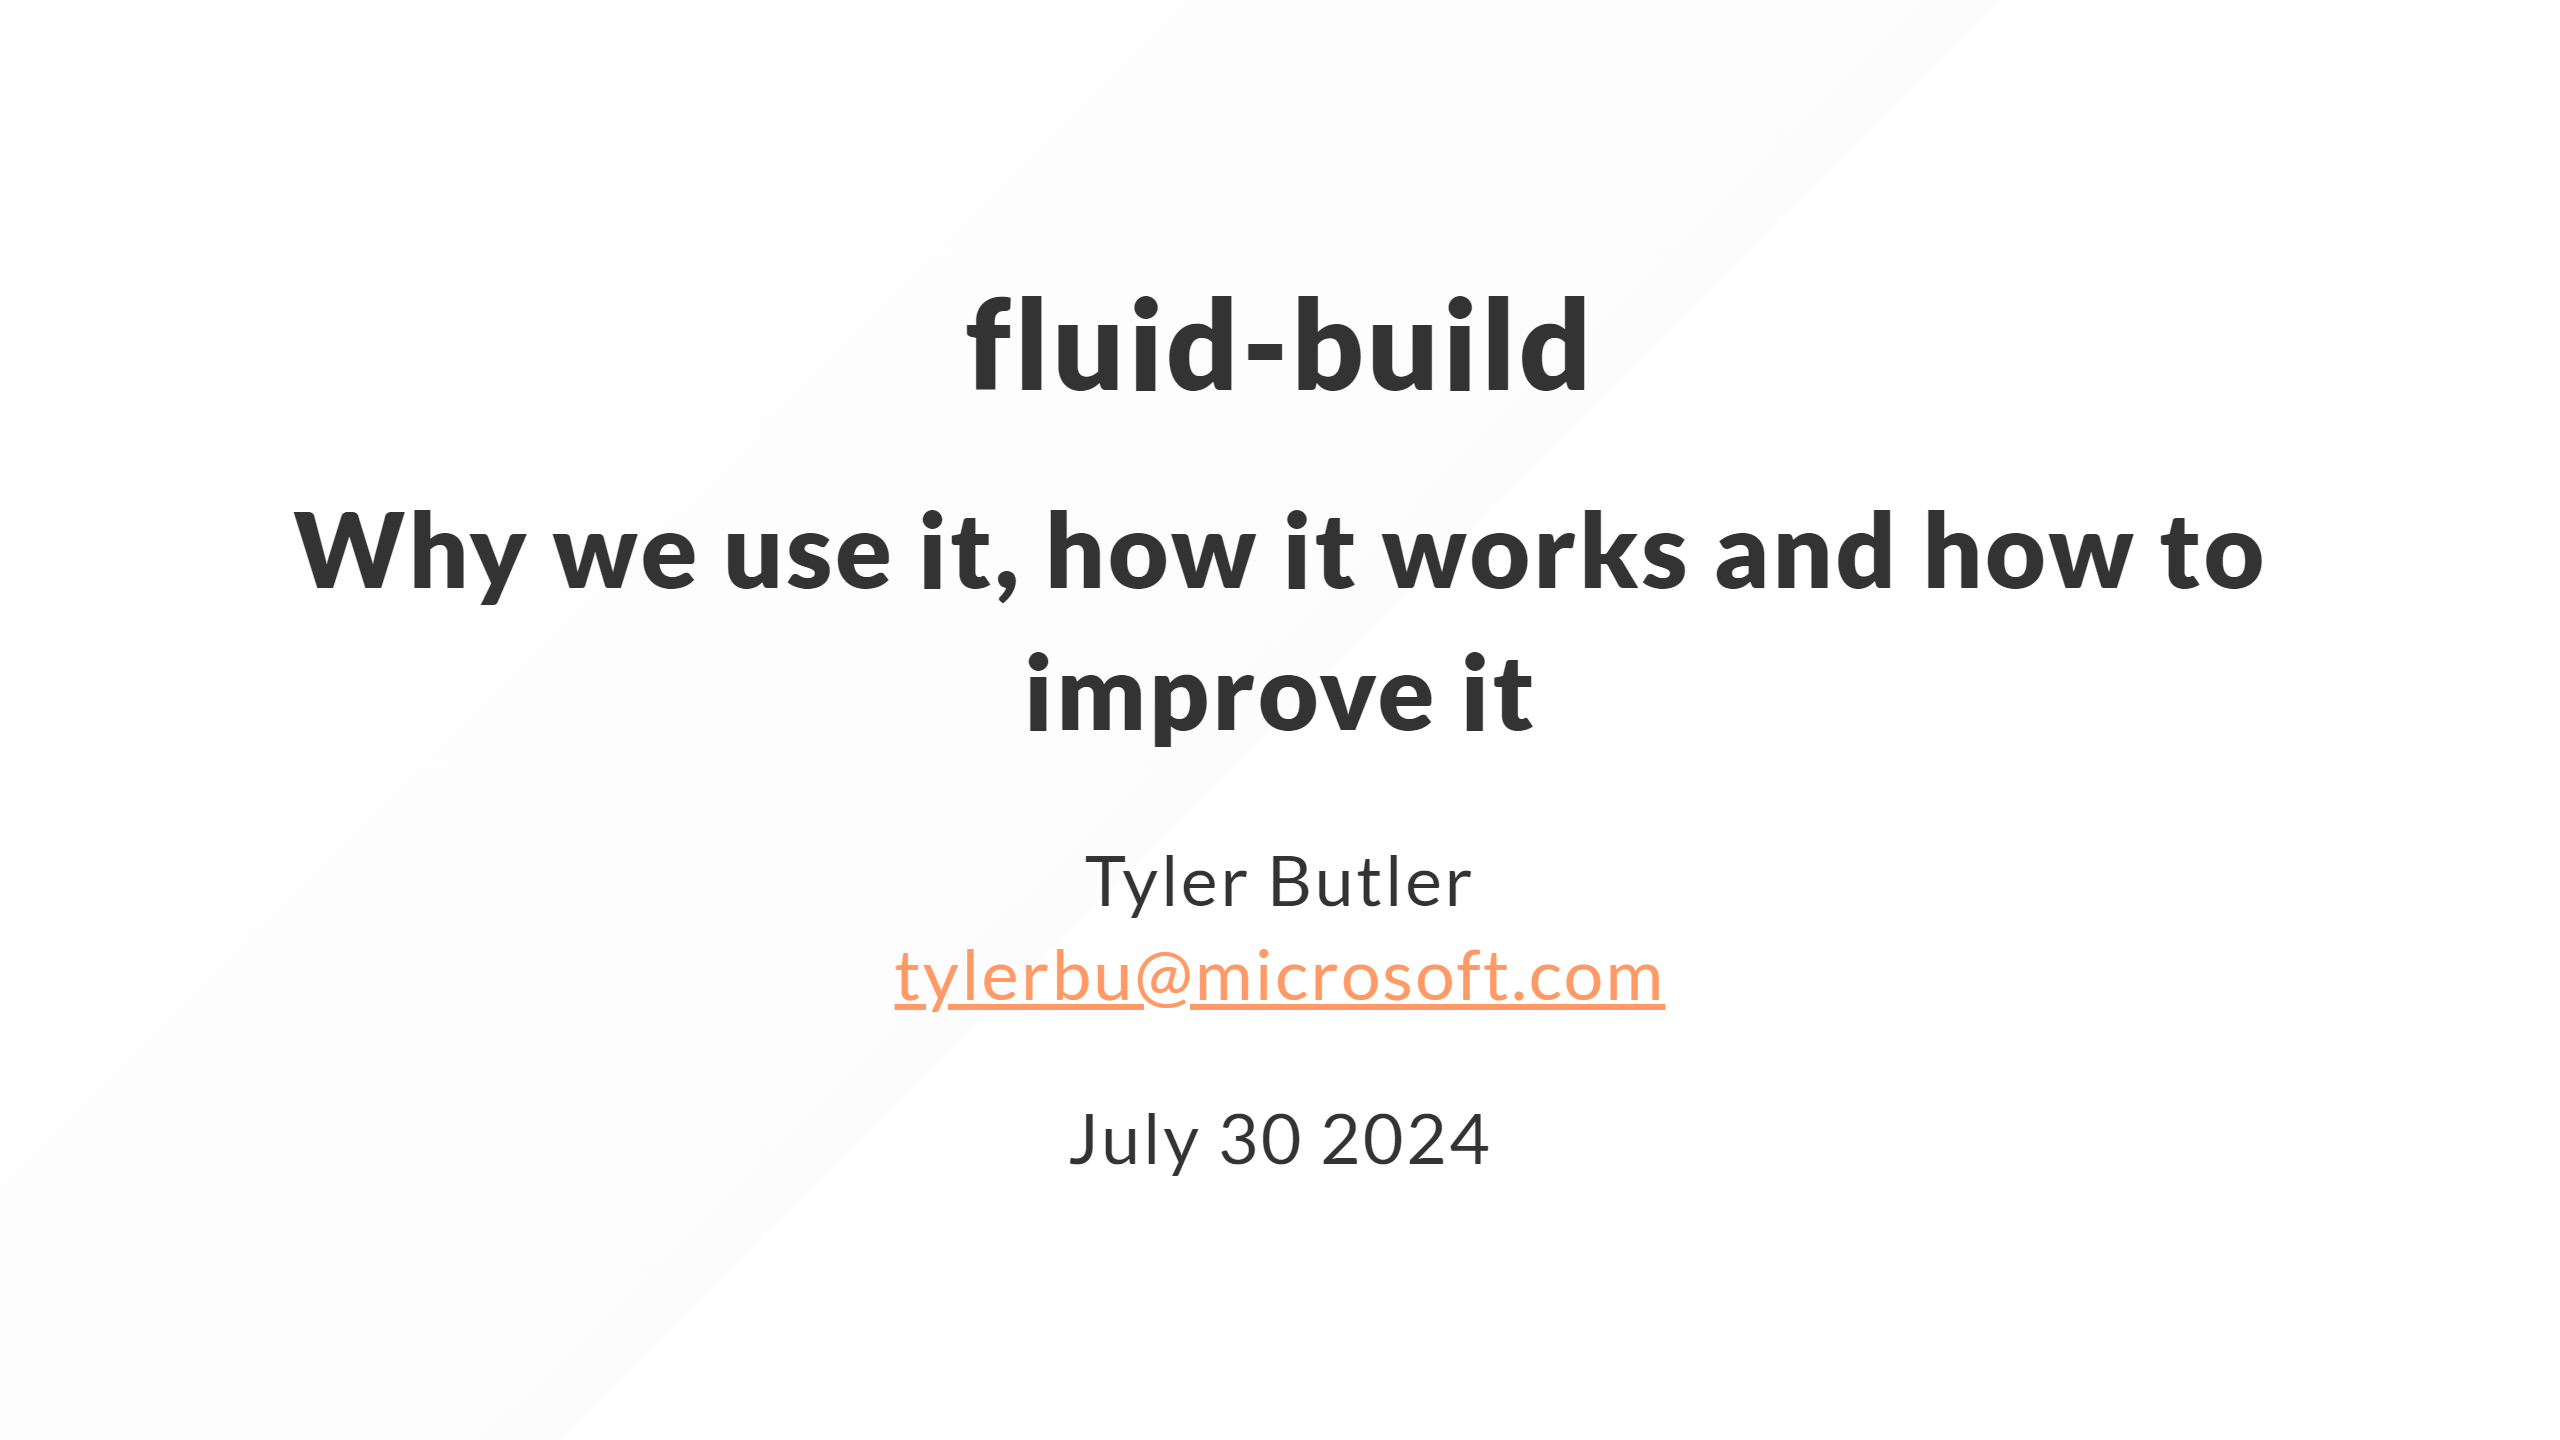 fluid-build
Why we use it, how it works and how to
improve it
Tyler Butler
tylerbu@microsoft.com
July 30 2024